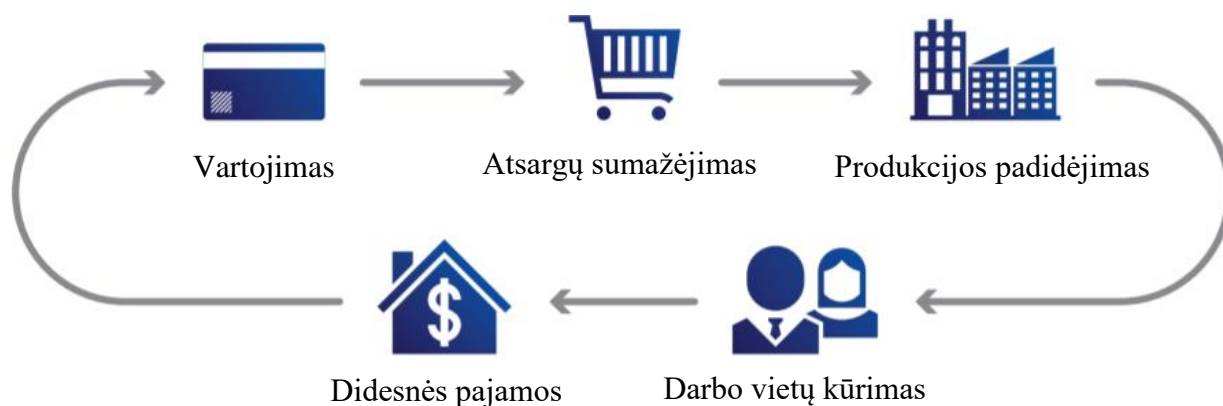 Vartojimas
Atsargų sumažėjimas
Produkcijos padidėjimas
$
Didesnės pajamos
Darbo vietų kūrimas